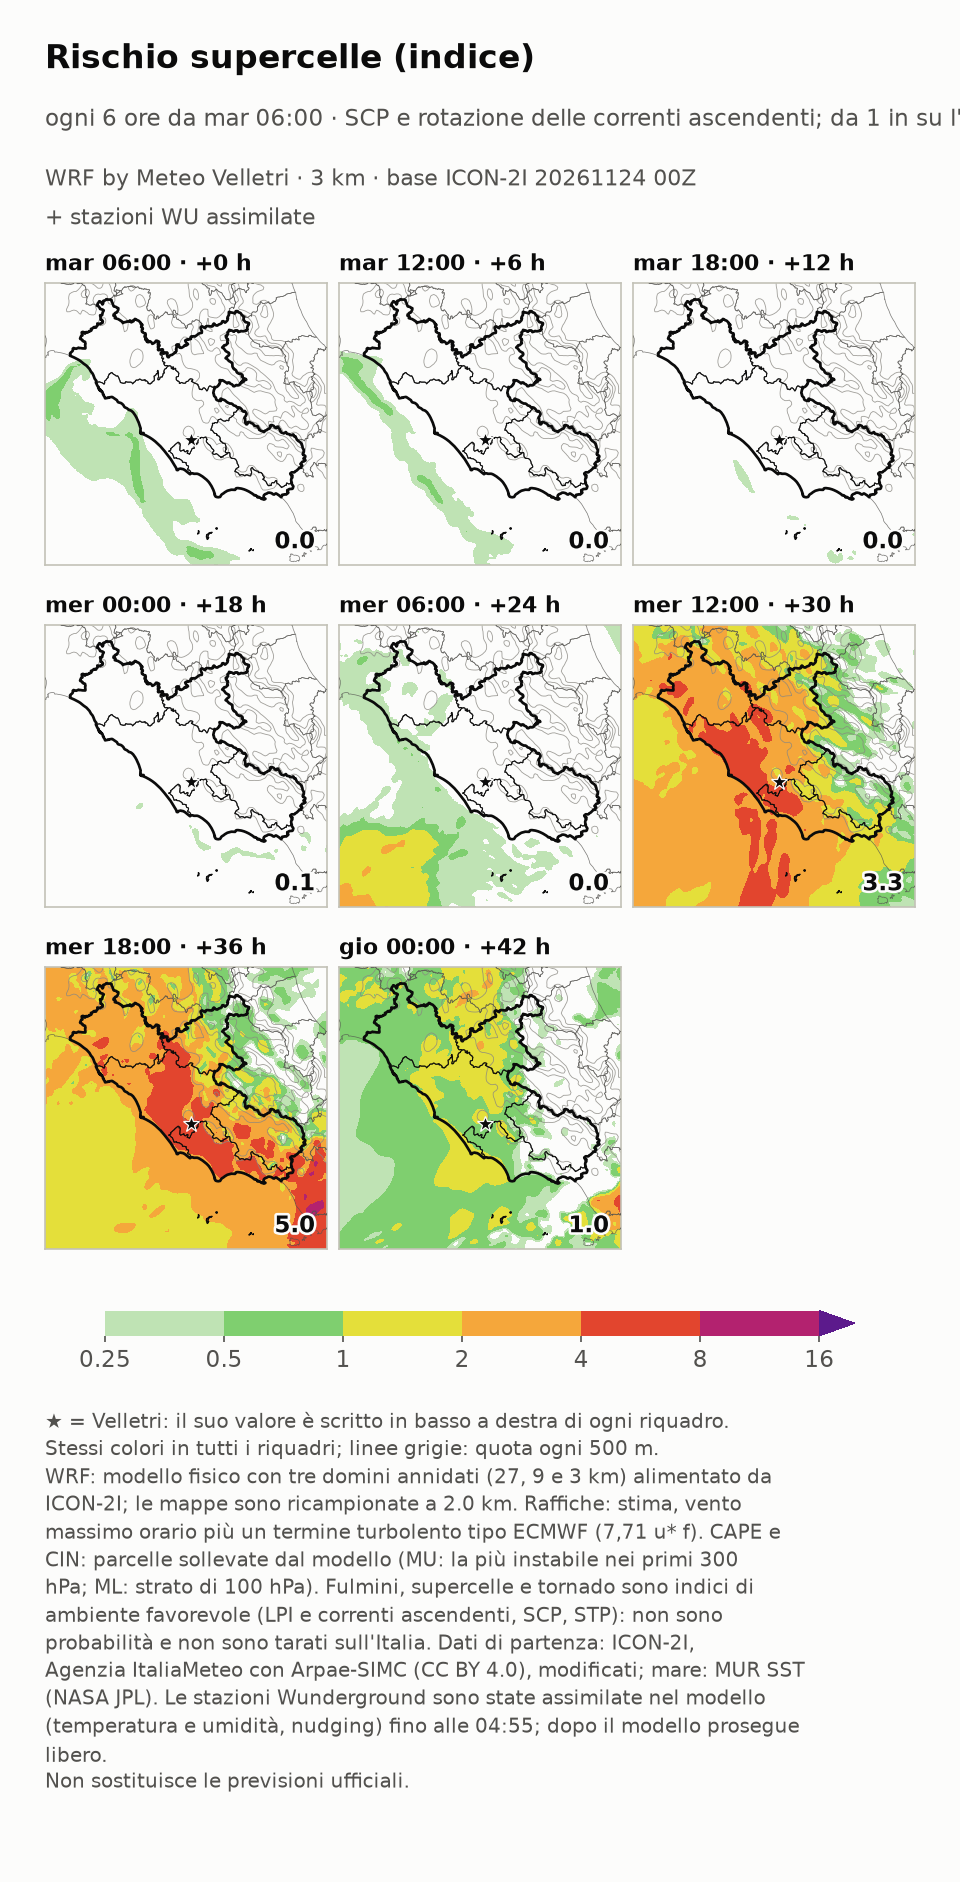 Rischio supercelle (indice)
ogni 6 ore da mar 06:00 · SCP e rotazione delle correnti ascendenti; da 1 in su l'
WRF by Meteo Velletri · 3 km · base ICON-2I 20261124 00Z
+ stazioni WU assimilate
mar 06:00 · +0 h
mar 12:00 · +6 h
mar 18:00 · +12 h
0.0
0.0
0.0
mer 00:00 · +18 h
mer 06:00 · +24 h
mer 12:00 · +30 h
0.1
0.0
3.3
mer 18:00 · +36 h
gio 00:00 · +42 h
5.0
1.0
0.25 0.5 1 2 4 8 16
★ = Velletri: il suo valore è scritto in basso a destra di ogni riquadro.
Stessi colori in tutti i riquadri; linee grigie: quota ogni 500 m.
WRF: modello fisico con tre domini annidati (27, 9 e 3 km) alimentato da
ICON-2I; le mappe sono ricampionate a 2.0 km. Raffiche: stima, vento
massimo orario più un termine turbolento tipo ECMWF (7,71 u* f). CAPE e
CIN: parcelle sollevate dal modello (MU: la più instabile nei primi 300
hPa; ML: strato di 100 hPa). Fulmini, supercelle e tornado sono indici di
ambiente favorevole (LPI e correnti ascendenti, SCP, STP): non sono
probabilità e non sono tarati sull'Italia. Dati di partenza: ICON-2I,
Agenzia ItaliaMeteo con Arpae-SIMC (CC BY 4.0), modificati; mare: MUR SST
(NASA JPL). Le stazioni Wunderground sono state assimilate nel modello
(temperatura e umidità, nudging) fino alle 04:55; dopo il modello prosegue
libero.
Non sostituisce le previsioni ufficiali.